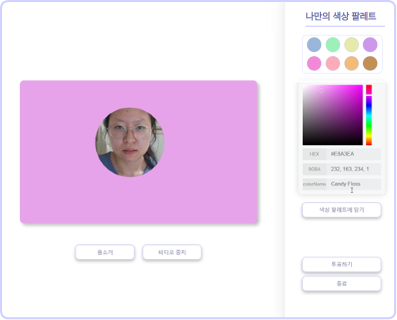 나만의 색상 팔레트
HEX #E8A3EA
RGBA 232, 163, 234, 1
colorName Candy Floss
색상 팔레트에 담기
음소거 비디오 중지
투표하기
종료